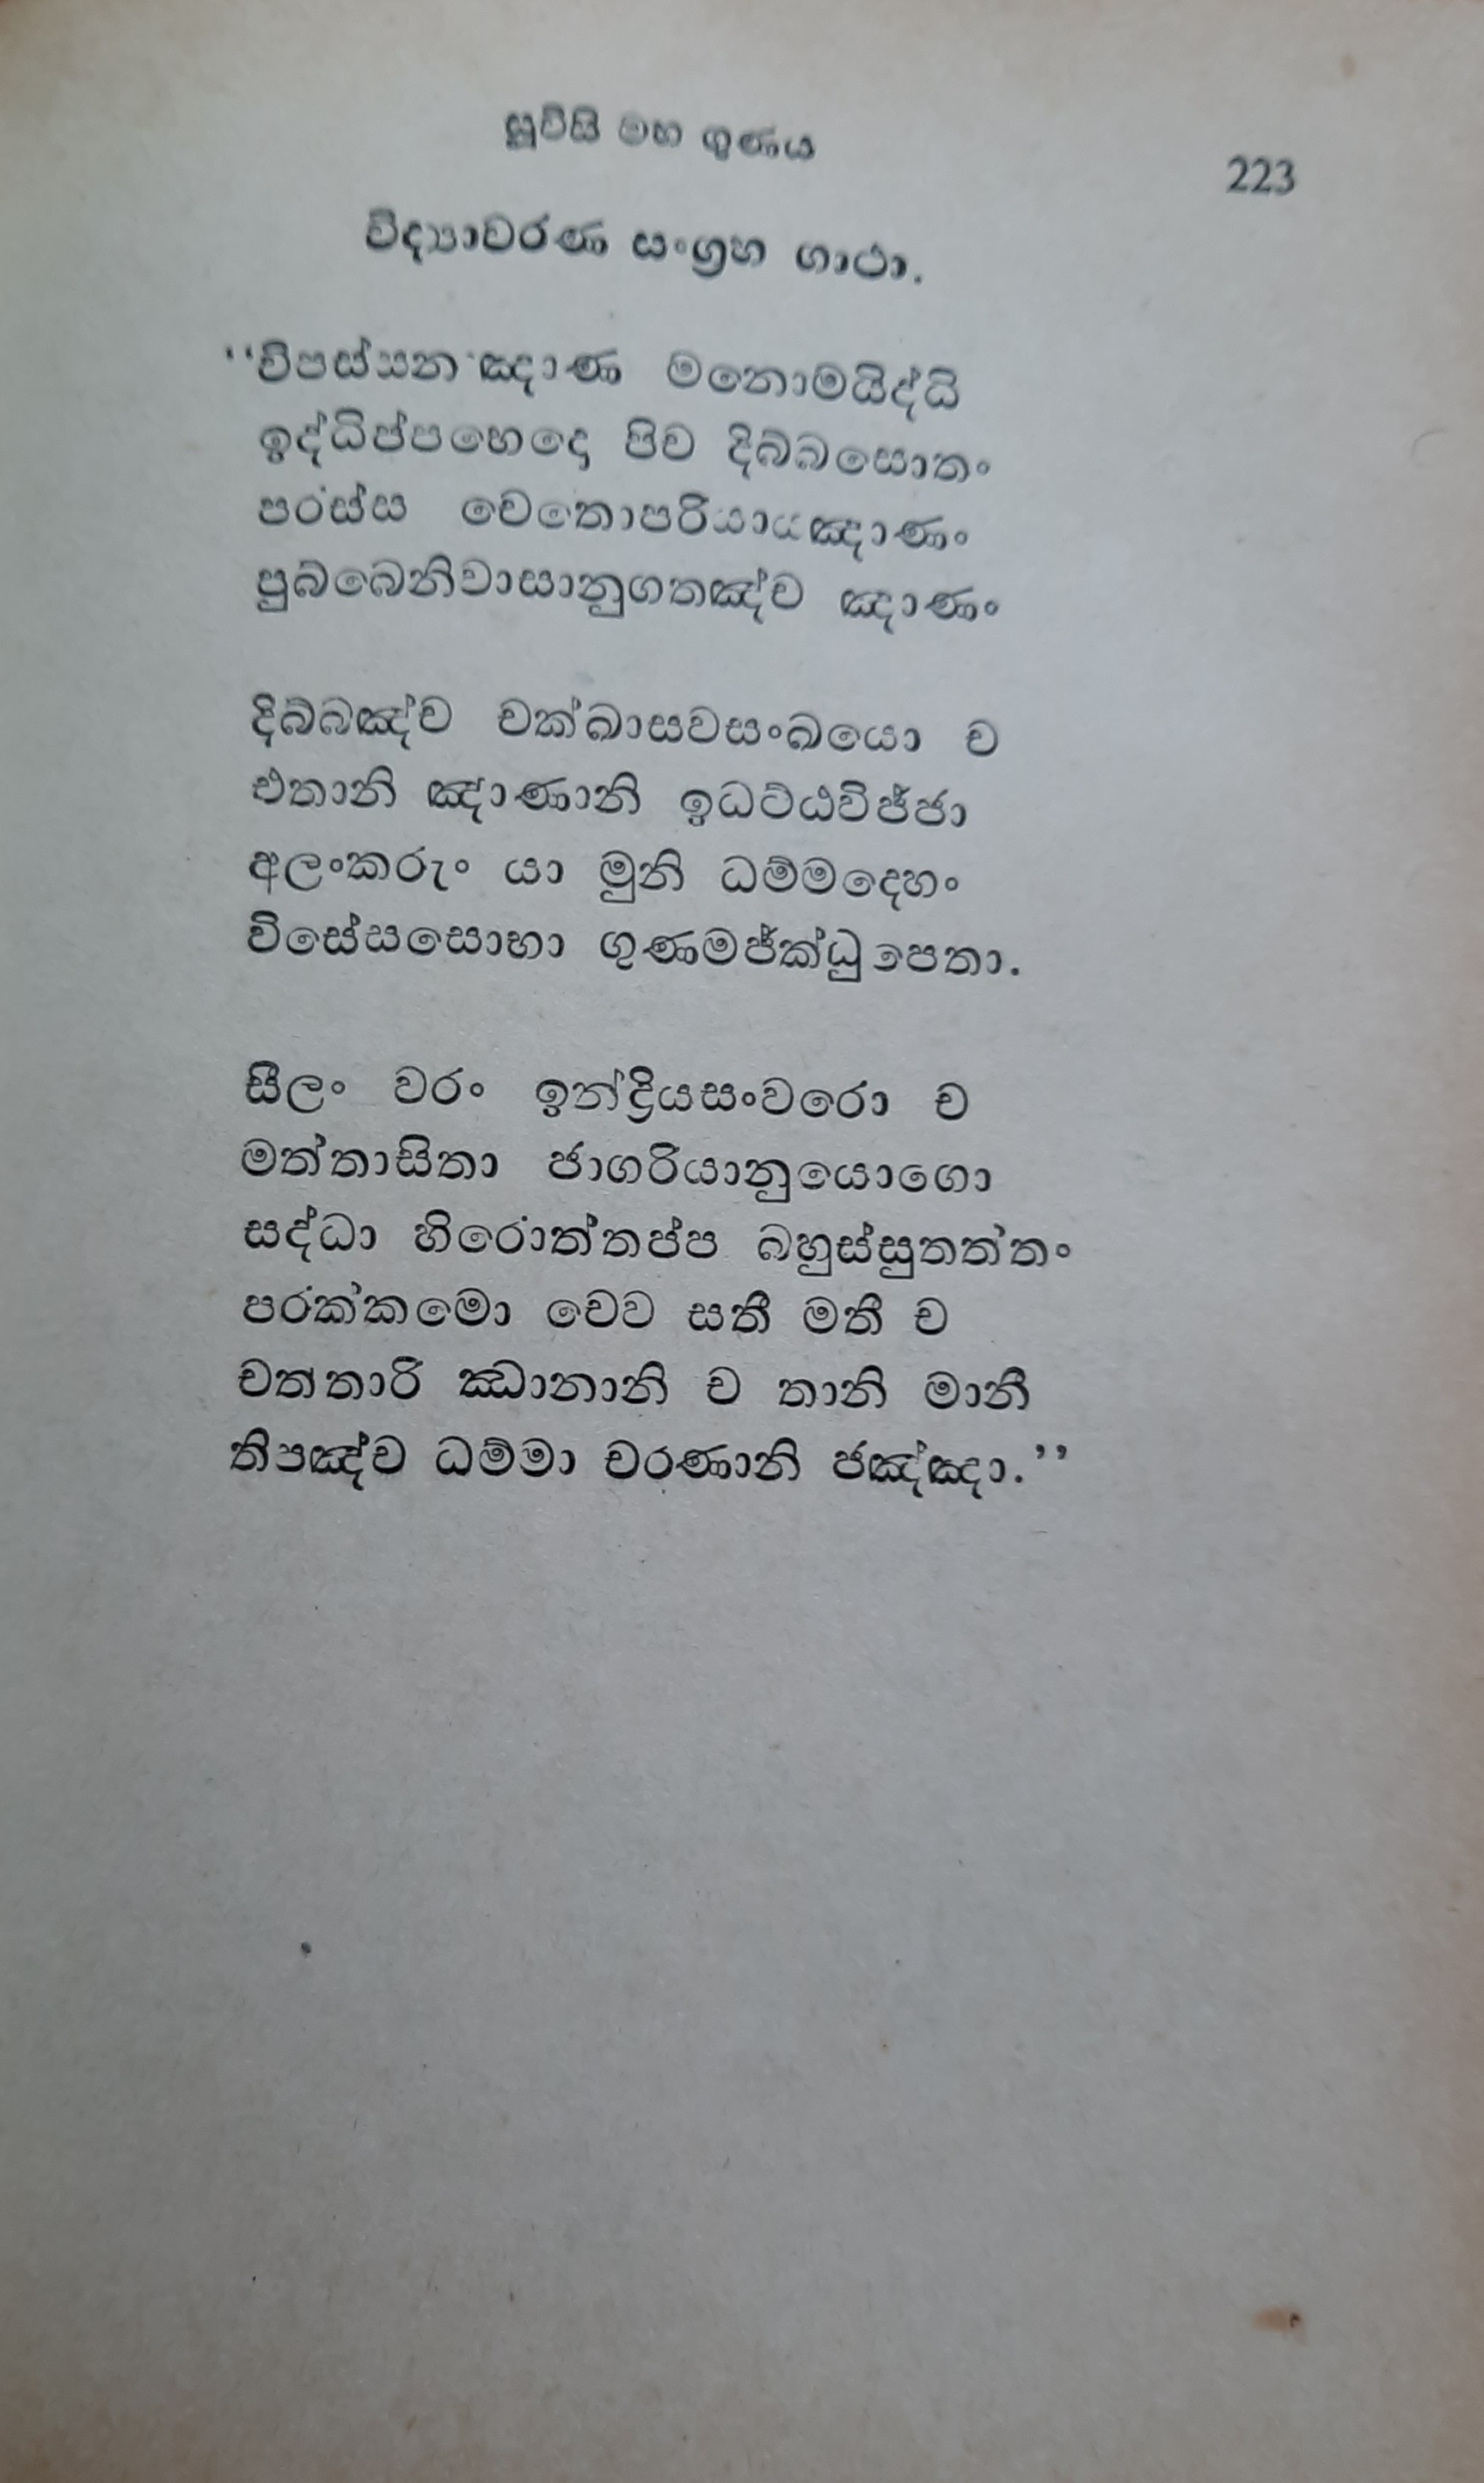 සූවිසි මහ ගුණය
223
විද්‍යාචරණ සංග්‍රහ ගාථා.
‘‘විපස්සන ඤාණ මනොමයිද්ධි
ඉද්ධිප්පභෙදො පිච දිබ්බසොතං
පරස්ස චෙතොපරියායඤාණං
පුබ්බෙනිවාසානුගතඤ්ච ඤාණං
දිබ්බඤ්ච චක්ඛාසවසංඛයො ච
එතානි ඤාණානි ඉධට්ඨවිජ්ජා
අලංකරුං යා මුනි ධම්මදෙහං
විසේසසොභා ගුණමජ්ක්ධුපෙතා.
සීලං වරං ඉන්ද්‍රියසංවරො ච
මත්තාසිතා ජාගරියානුයොගො
සද්ධා හිරොත්තප්ප බහුස්සුතත්තං
පරක්කමො චෙව සතී මතී ච
චත්තාරි ඣානානි ච තානි මානී
තිපඤ්ච ධම්මා චරණානි ජඤ්ඤා.’’